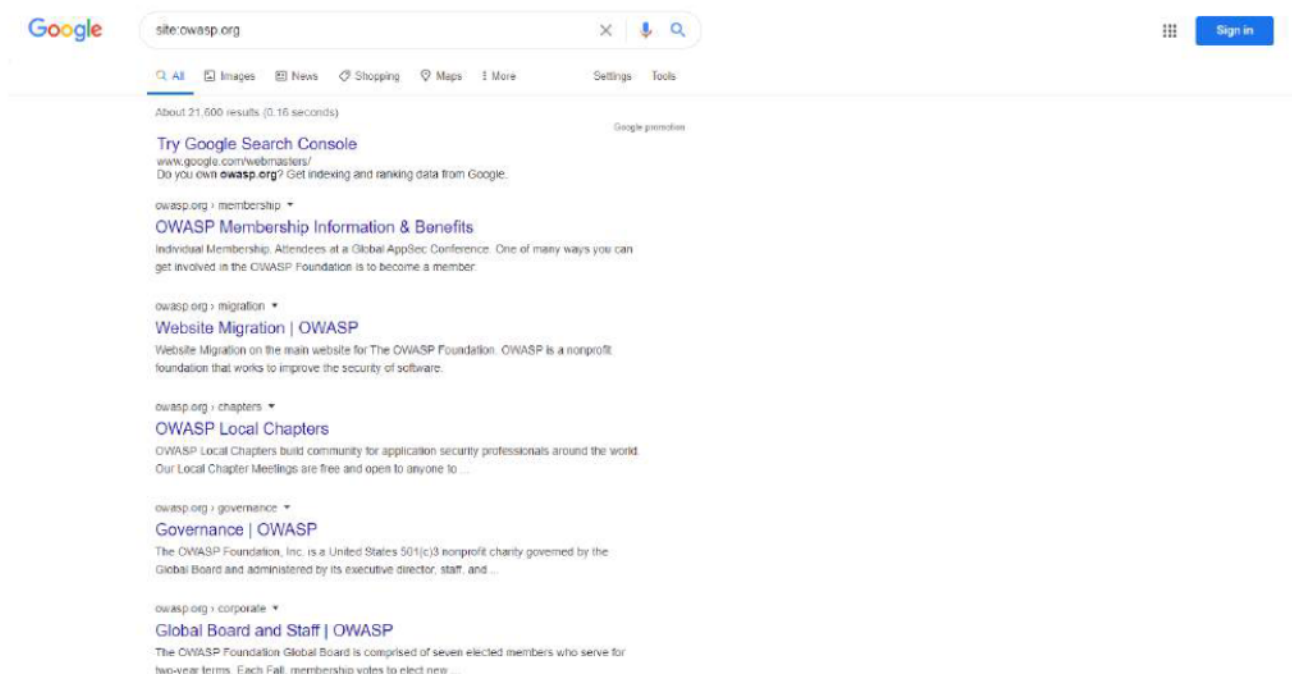 Google
site:owasp.org
Sign in
All Images News Shopping Maps More Settings Tools
About 21,600 results (0.16 seconds)
Google promotion
Try Google Search Console
www.google.com/webmasters/
Do you own owasp.org? Get indexing and ranking data from Google.
owasp.org › membership
OWASP Membership Information & Benefits
Individual Membership. Attendees at a Global AppSec Conference. One of many ways you can
get involved in the OWASP Foundation is to become a member.
owasp.org › migration
Website Migration | OWASP
Website Migration on the main website for The OWASP Foundation. OWASP is a nonprofit
foundation that works to improve the security of software.
owasp.org › chapters
OWASP Local Chapters
OWASP Local Chapters build community for application security professionals around the world.
Our Local Chapter Meetings are free and open to anyone to ...
owasp.org › governance
Governance | OWASP
The OWASP Foundation, Inc. is a United States 501(c)3 nonprofit charity governed by the
Global Board and administered by its executive director, staff, and ...
owasp.org › corporate
Global Board and Staff | OWASP
The OWASP Foundation Global Board is comprised of seven elected members who serve for
two-year terms. Each Fall, membership votes to elect new ...